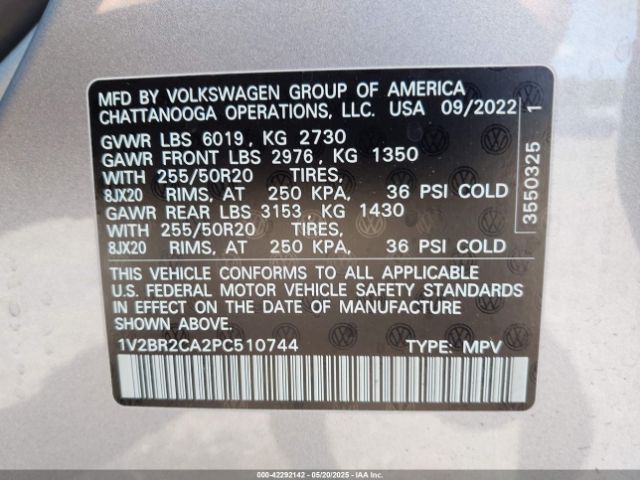 MFD BY VOLKSWAGEN GROUP OF AMERICA
CHATTANOOGA OPERATIONS, LLC. USA 09/2022
GVWR LBS 6019, KG 2730
GAWR FRONT LBS 2976, KG 1350
WITH 255/50R20 TIRES,
8JX20 RIMS, AT 250 KPA, 36 PSI COLD
GAWR REAR LBS 3153, KG 1430
WITH 255/50R20 TIRES,
8JX20 RIMS, AT 250 KPA, 36 PSI COLD
THIS VEHICLE CONFORMS TO ALL APPLICABLE
U.S. FEDERAL MOTOR VEHICLE SAFETY STANDARDS
IN EFFECT ON THE DATE OF MANUFACTURE
SHOWN ABOVE.
1V2BR2CA2PC510744 TYPE: MPV
3550325 1
000-42292142 — 05/20/2025 — IAAI.COM